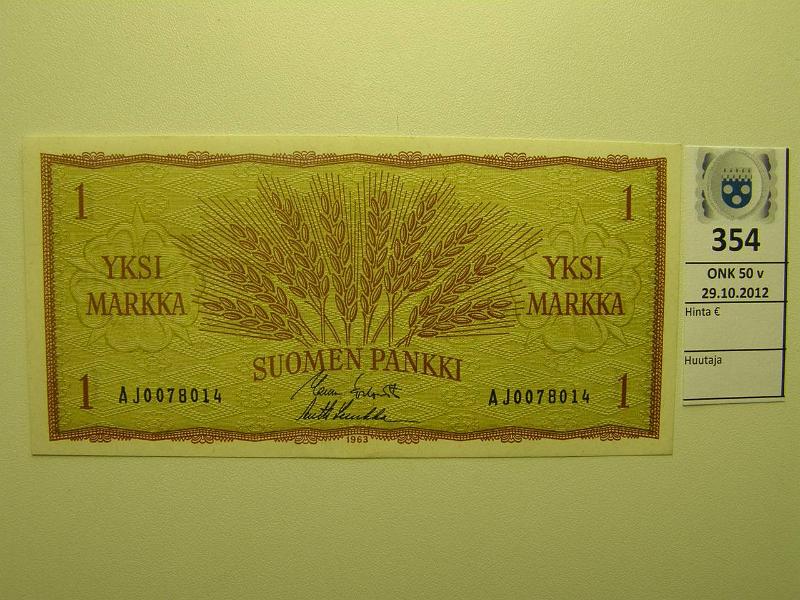 1
1
YKSI
MARKKA
YKSI
MARKKA
SUOMEN PANKKI
1
AJ0078014
AJ0078014
1
1963
354
ONK 50 v
29.10.2012
Hinta €
Huutaja